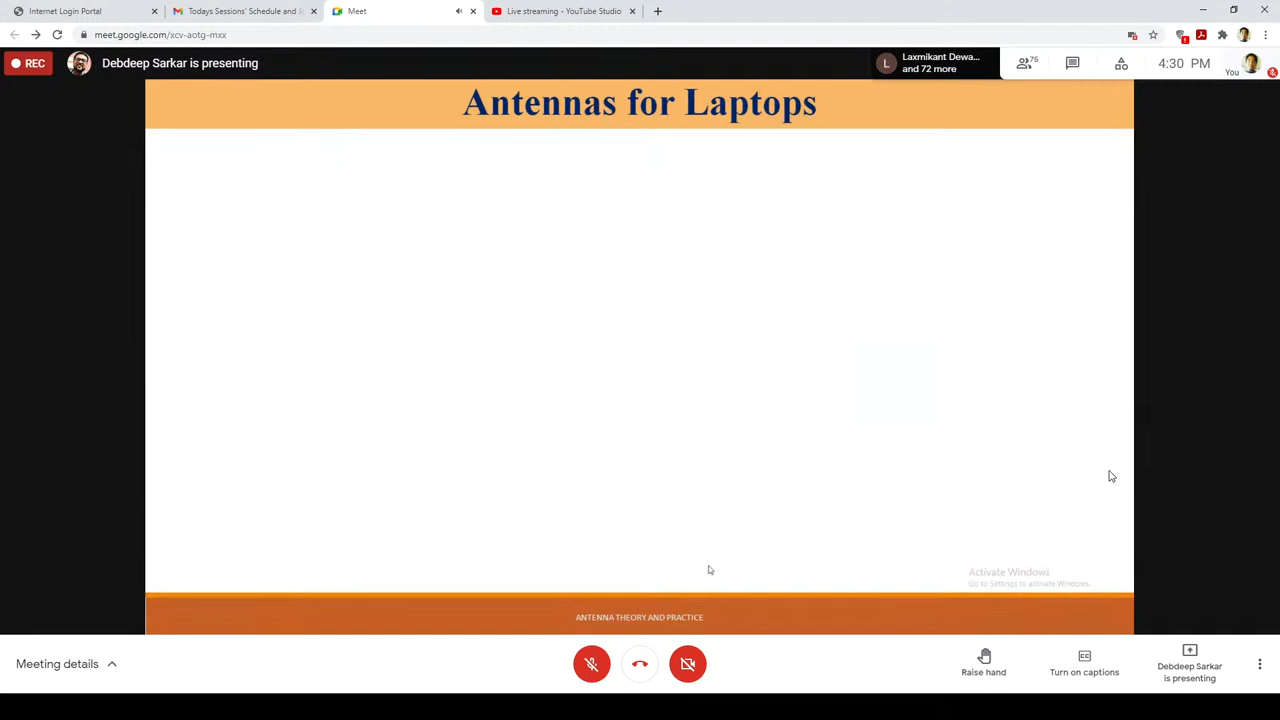 Internet Login Portal
Todays Sessions' Schedule and Jo
Meet
Live streaming - YouTube Studio
meet.google.com/xcv-aotg-mxx
REC
Debdeep Sarkar is presenting
L
Laxmikant Dewa...
and 72 more
75
4:30 PM
You
Antennas for Laptops
Activate Windows
Go to Settings to activate Windows.
ANTENNA THEORY AND PRACTICE
Meeting details
Raise hand
CC
Turn on captions
Debdeep Sarkar
is presenting